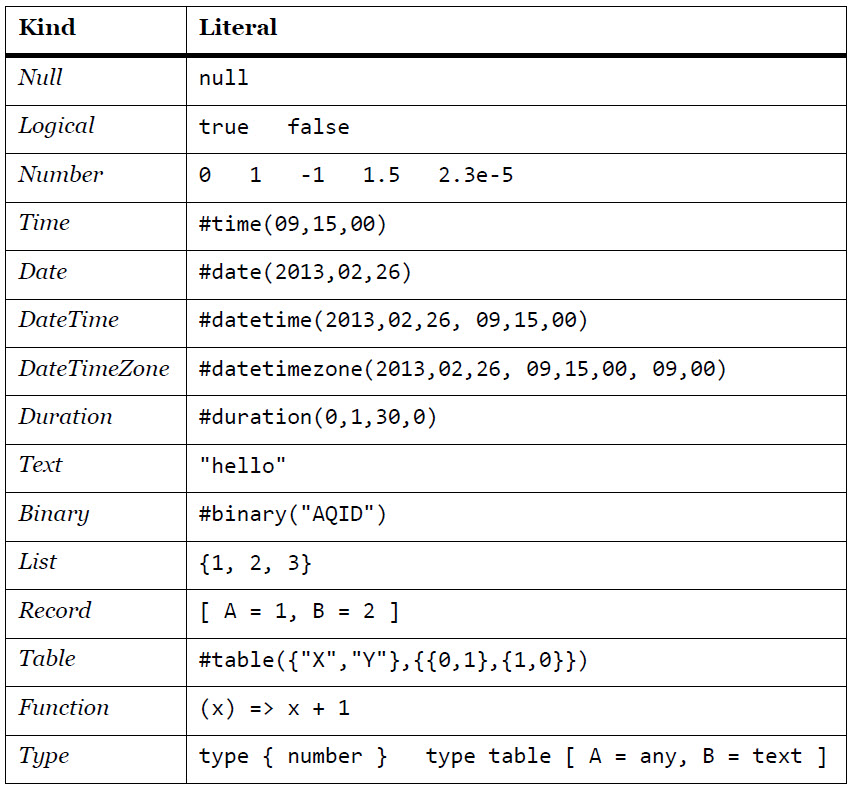 Kind Literal
Null null
Logical true false
Number 0 1 -1 1.5 2.3e-5
Time #time(09,15,00)
Date #date(2013,02,26)
DateTime #datetime(2013,02,26, 09,15,00)
DateTimeZone #datetimezone(2013,02,26, 09,15,00, 09,00)
Duration #duration(0,1,30,0)
Text "hello"
Binary #binary("AQID")
List {1, 2, 3}
Record [ A = 1, B = 2 ]
Table #table({"X","Y"},{{0,1},{1,0}})
Function (x) => x + 1
Type type { number } type table [ A = any, B = text ]